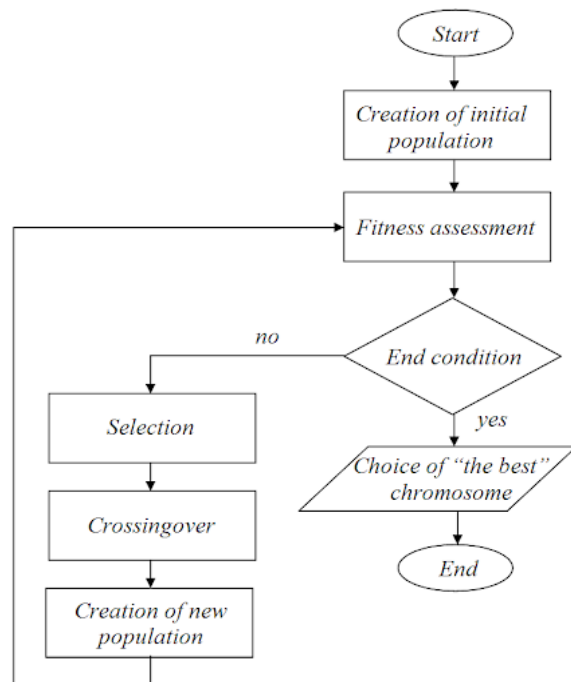 Start
Creation of initial
population
Fitness assessment
End condition
no
yes
Selection
Choice of “the best”
chromosome
Crossingover
End
Creation of new
population